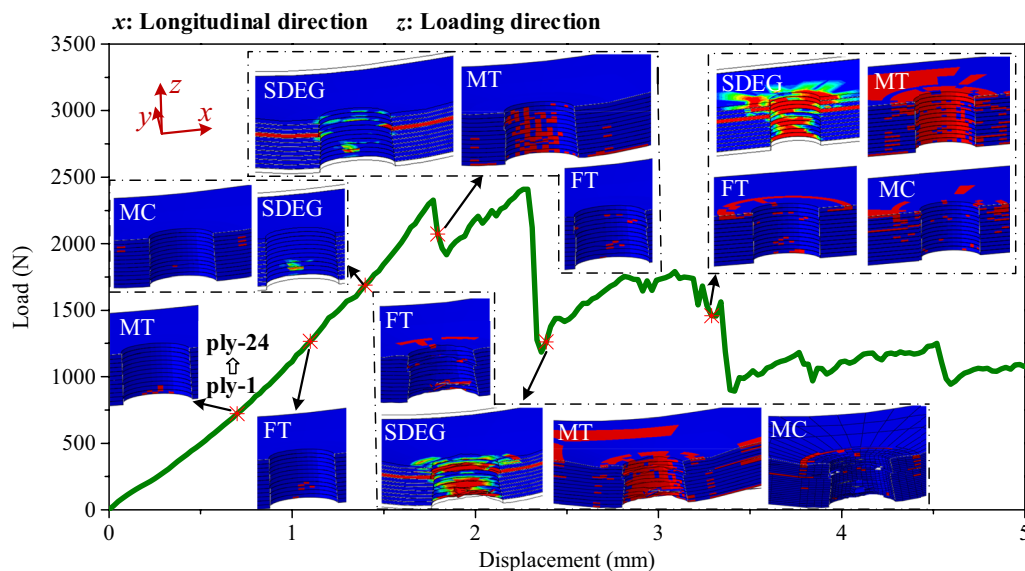 x: Longitudinal direction z: Loading direction
3500
3000
2500
2000
1500
1000
500
0
Load (N)
z
y
x
SDEG
MT
FT
SDEG
MT
FT
MC
MC
SDEG
MT
ply-24
ply-1
FT
FT
SDEG
MT
MC
0
1
2
3
4
5
Displacement (mm)